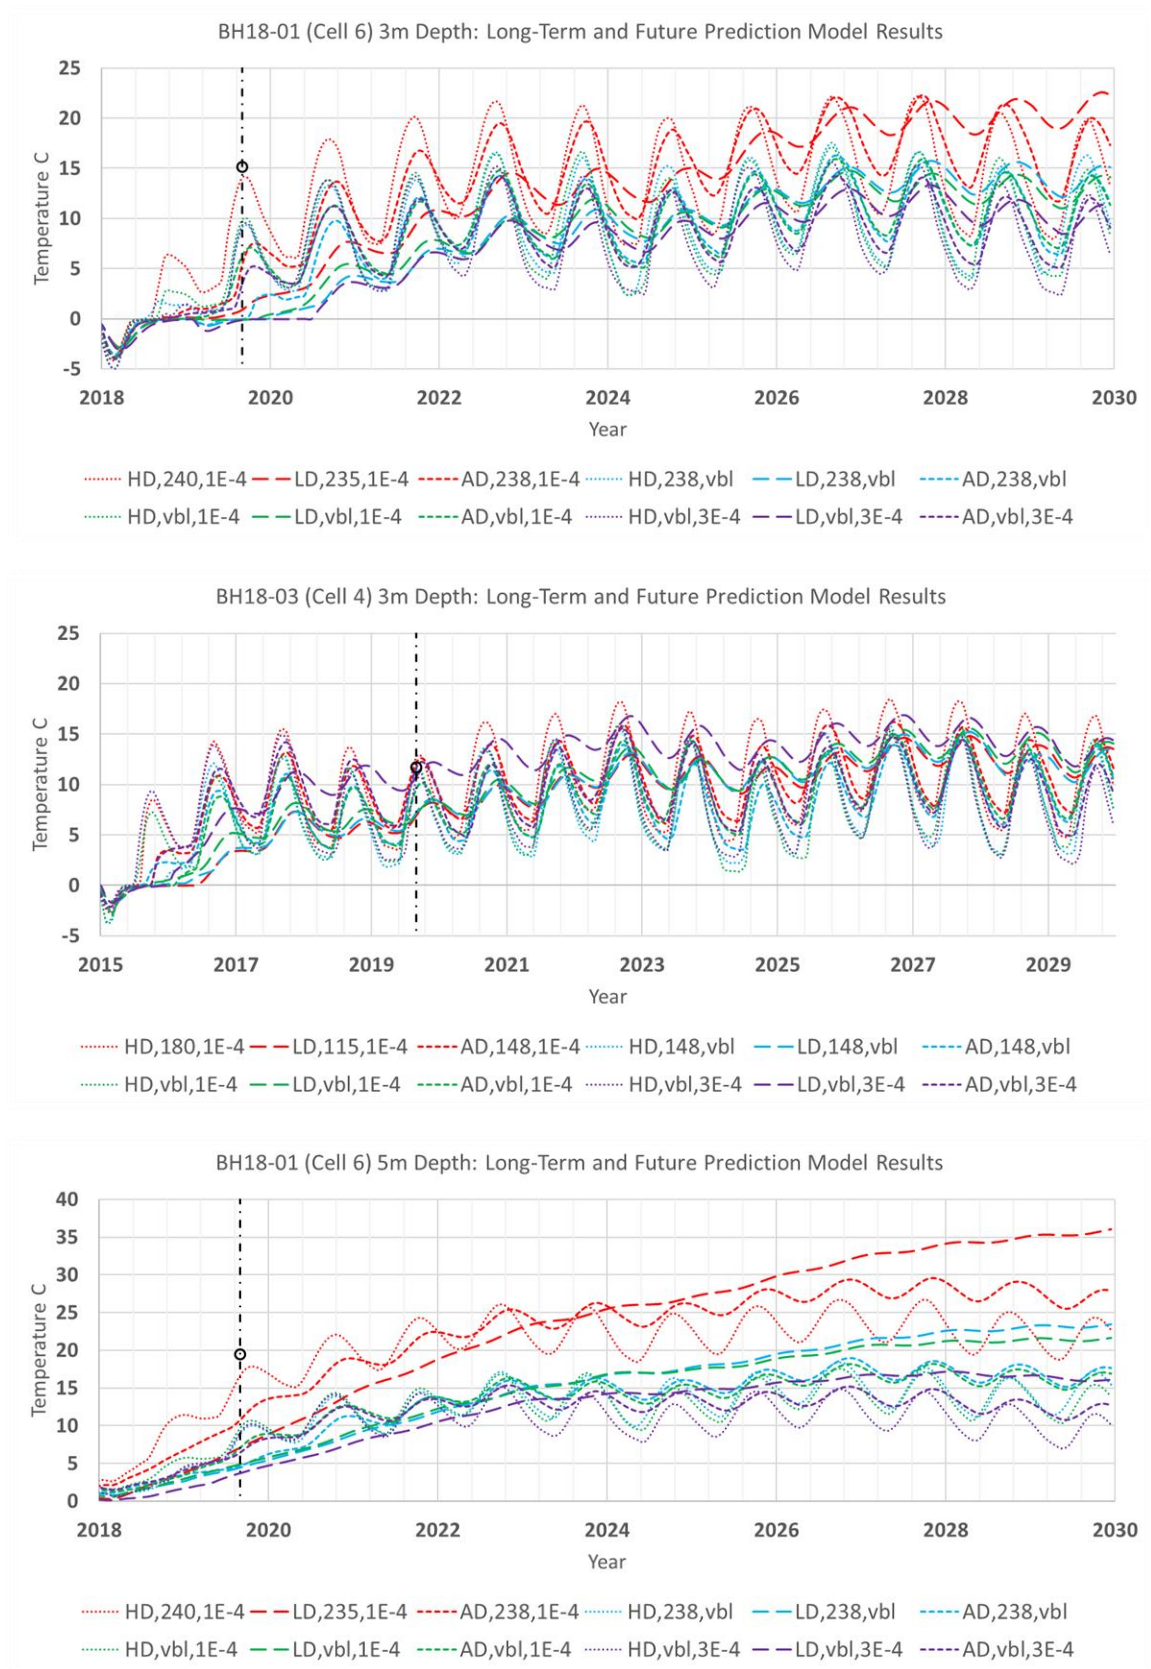 BH18-01 (Cell 6) 3m Depth: Long-Term and Future Prediction Model Results
25
20
15
10
5
0
-5
Temperature C
2018 2020 2022 2024 2026 2028 2030
Year
HD,240,1E-4 LD,235,1E-4 AD,238,1E-4 HD,238,vbl LD,238,vbl AD,238,vbl
HD,vbl,1E-4 LD,vbl,1E-4 AD,vbl,1E-4 HD,vbl,3E-4 LD,vbl,3E-4 AD,vbl,3E-4
BH18-03 (Cell 4) 3m Depth: Long-Term and Future Prediction Model Results
25
20
15
10
5
0
-5
Temperature C
2015 2017 2019 2021 2023 2025 2027 2029
Year
HD,180,1E-4 LD,115,1E-4 AD,148,1E-4 HD,148,vbl LD,148,vbl AD,148,vbl
HD,vbl,1E-4 LD,vbl,1E-4 AD,vbl,1E-4 HD,vbl,3E-4 LD,vbl,3E-4 AD,vbl,3E-4
BH18-01 (Cell 6) 5m Depth: Long-Term and Future Prediction Model Results
40
35
30
25
20
15
10
5
0
Temperature C
2018 2020 2022 2024 2026 2028 2030
Year
HD,240,1E-4 LD,235,1E-4 AD,238,1E-4 HD,238,vbl LD,238,vbl AD,238,vbl
HD,vbl,1E-4 LD,vbl,1E-4 AD,vbl,1E-4 HD,vbl,3E-4 LD,vbl,3E-4 AD,vbl,3E-4